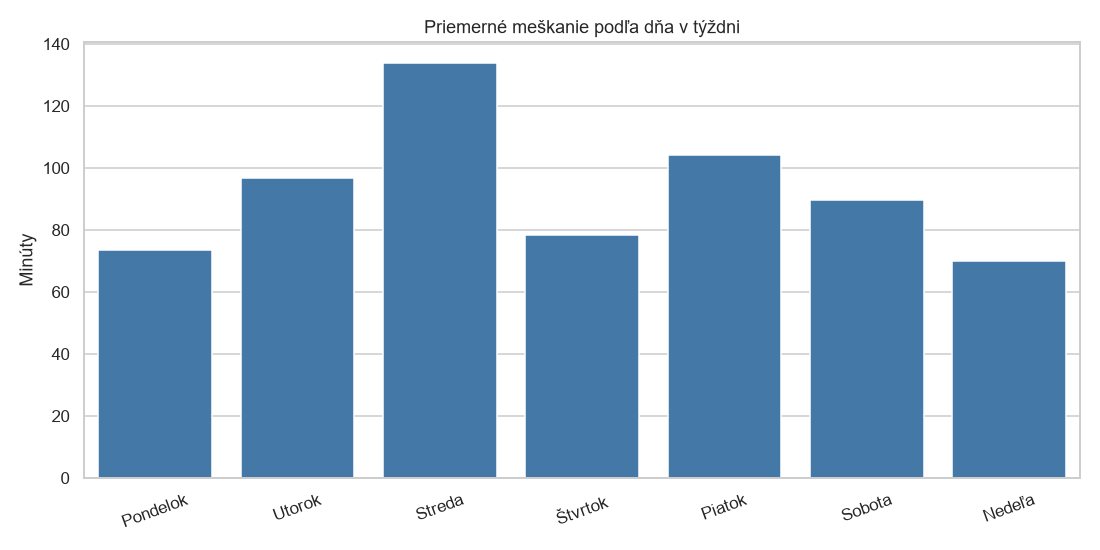 Priemerné meškanie podľa dňa v týždni
Minúty
140
120
100
80
60
40
20
0
Pondelok
Utorok
Streda
Štvrtok
Piatok
Sobota
Nedeľa